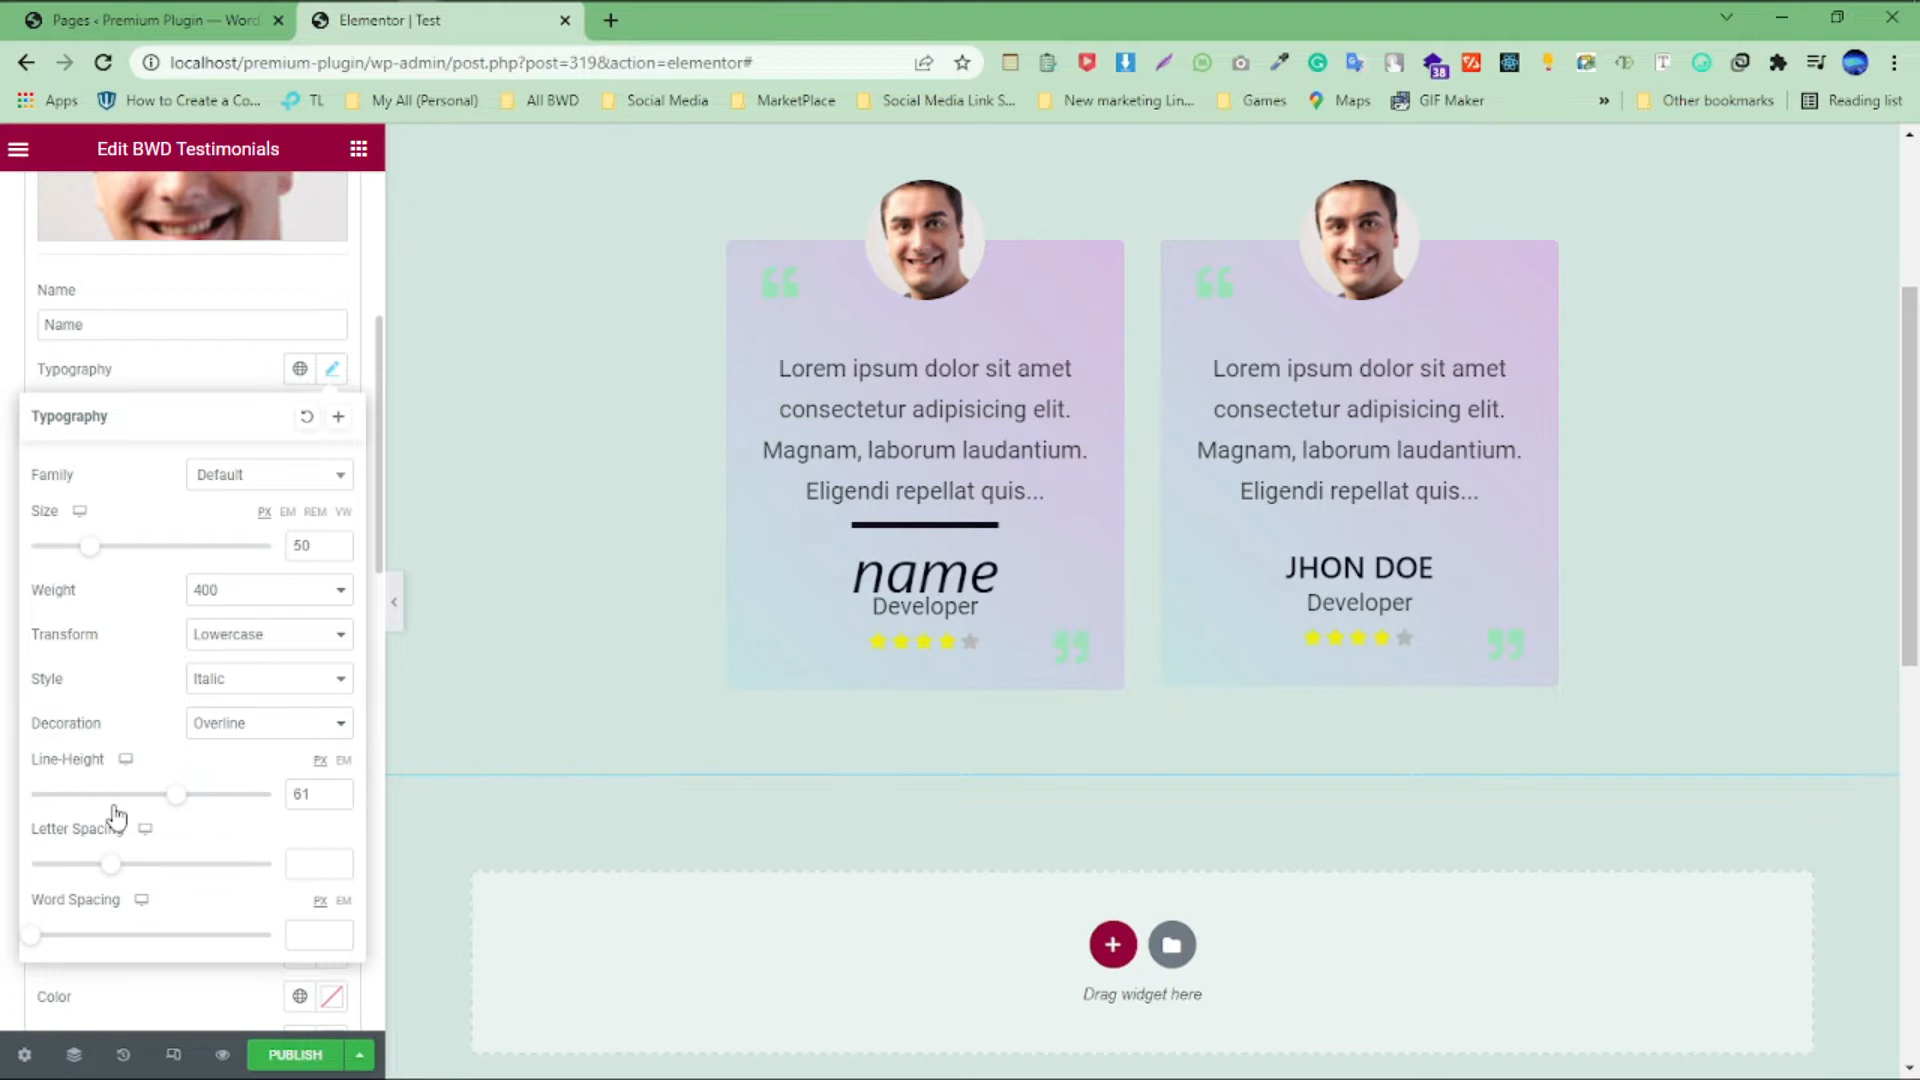 Pages ‹ Premium Plugin — Word
Elementor | Test
localhost/premium-plugin/wp-admin/post.php?post=319&action=elementor#
38
Apps
How to Create a Co...
TL
My All (Personal)
All BWD
Social Media
MarketPlace
Social Media Link S...
New marketing Lin...
Games
Maps
GIF Maker
»
Other bookmarks
Reading list
Edit BWD Testimonials
Name
Name
Typography
Typography
Family
Default
Size
PX EM REM VW
50
Weight
400
Transform
Lowercase
Style
Italic
Decoration
Overline
Line-Height
PX EM
61
Letter Spacing
Word Spacing
PX EM
Color
PUBLISH
Lorem ipsum dolor sit amet
consectetur adipisicing elit.
Magnam, laborum laudantium.
Eligendi repellat quis...
name
Developer
Lorem ipsum dolor sit amet
consectetur adipisicing elit.
Magnam, laborum laudantium.
Eligendi repellat quis...
JHON DOE
Developer
Drag widget here